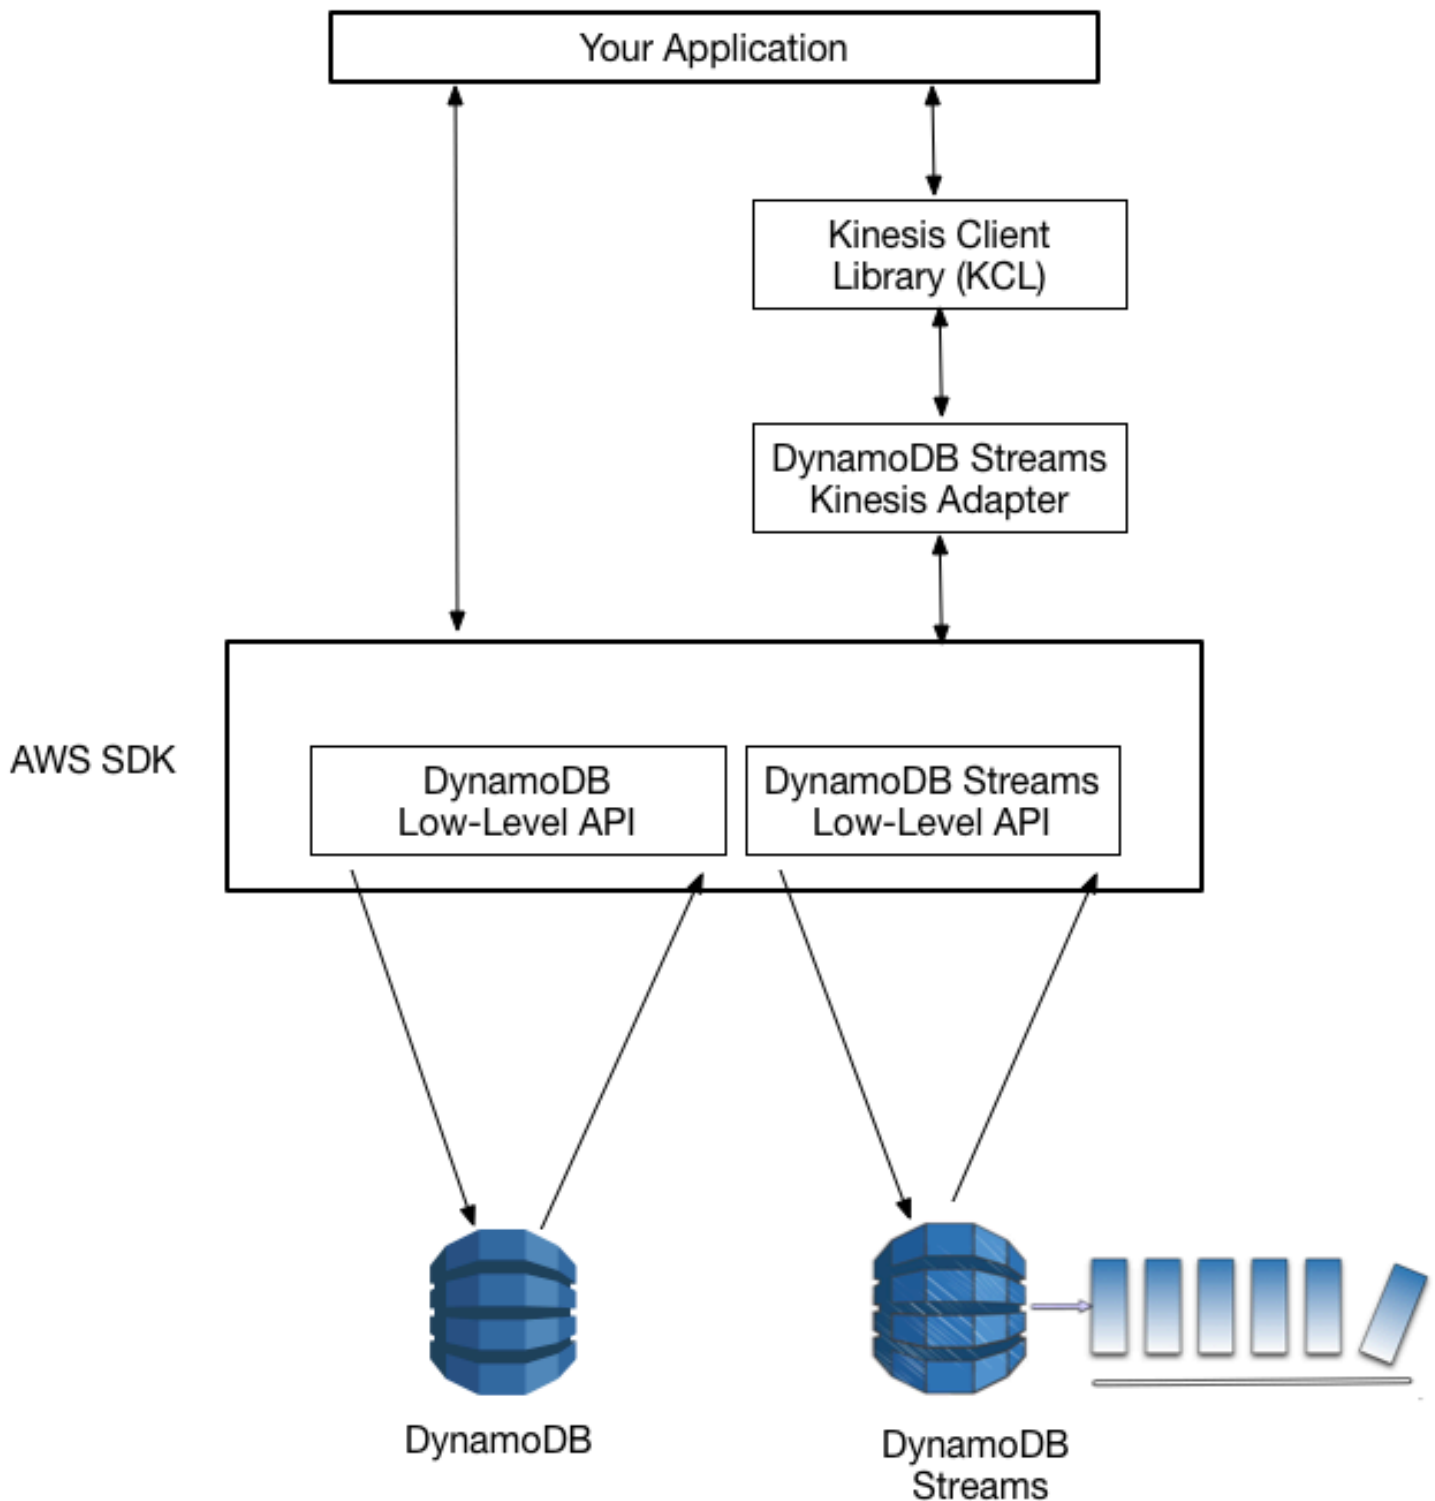 Your Application
Kinesis Client
Library (KCL)
DynamoDB Streams
Kinesis Adapter
AWS SDK
DynamoDB
Low-Level API
DynamoDB Streams
Low-Level API
DynamoDB
DynamoDB
Streams